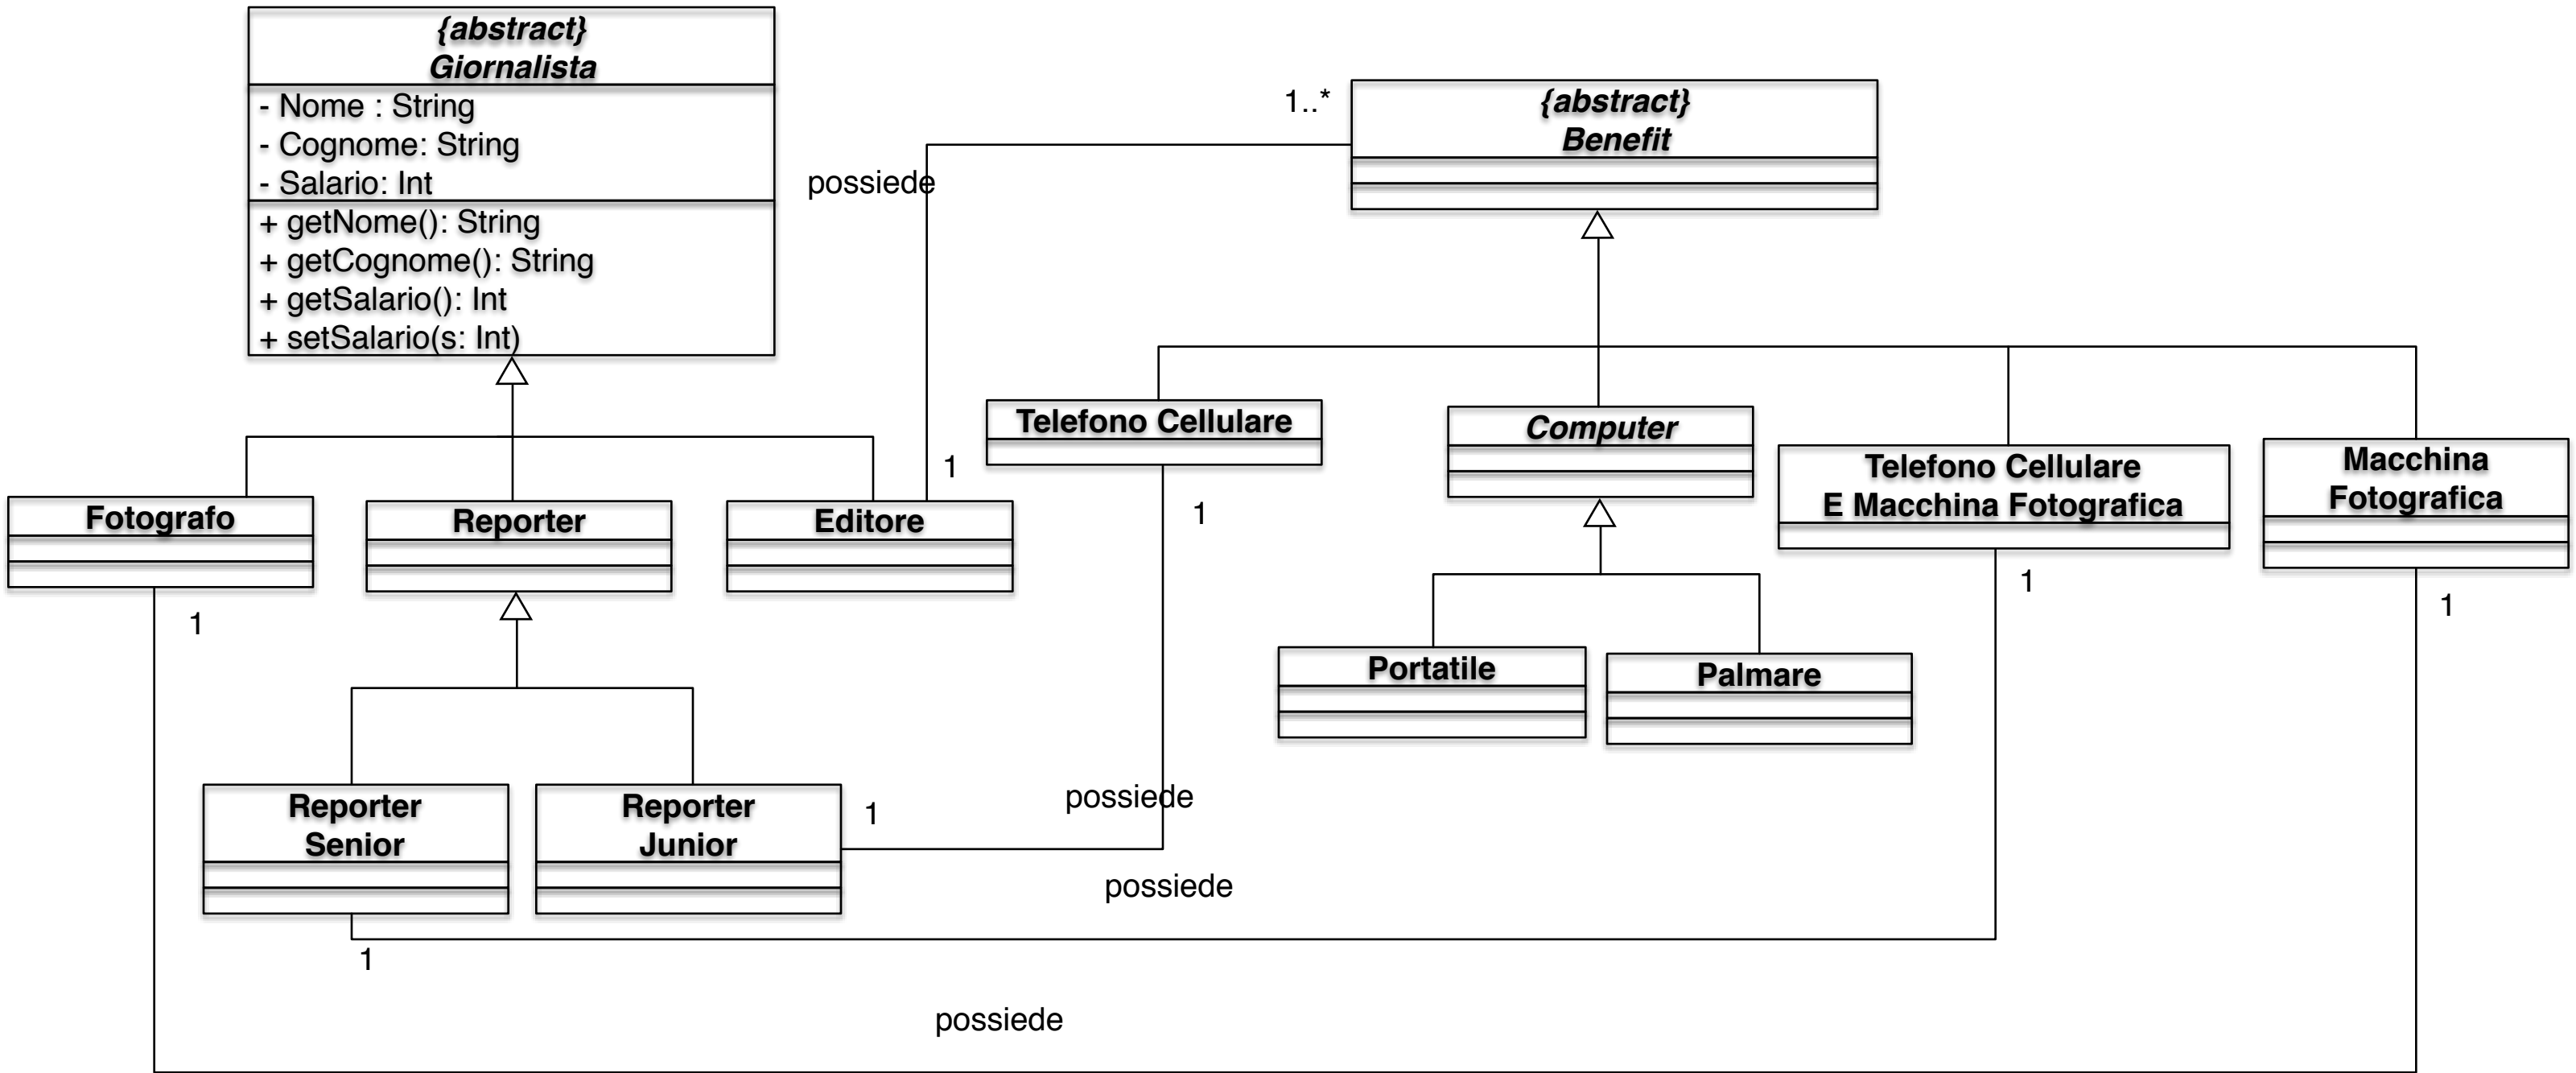 {abstract}
Giornalista
- Nome : String
- Cognome: String
- Salario: Int
+ getNome(): String
+ getCognome(): String
+ getSalario(): Int
+ setSalario(s: Int)
1..*
{abstract}
Benefit
possiede
Telefono Cellulare
Computer
Telefono Cellulare
E Macchina Fotografica
Macchina
Fotografica
1
Fotografo
Reporter
Editore
1
1
1
1
Portatile
Palmare
Reporter
Senior
Reporter
Junior
1
possiede
possiede
1
possiede